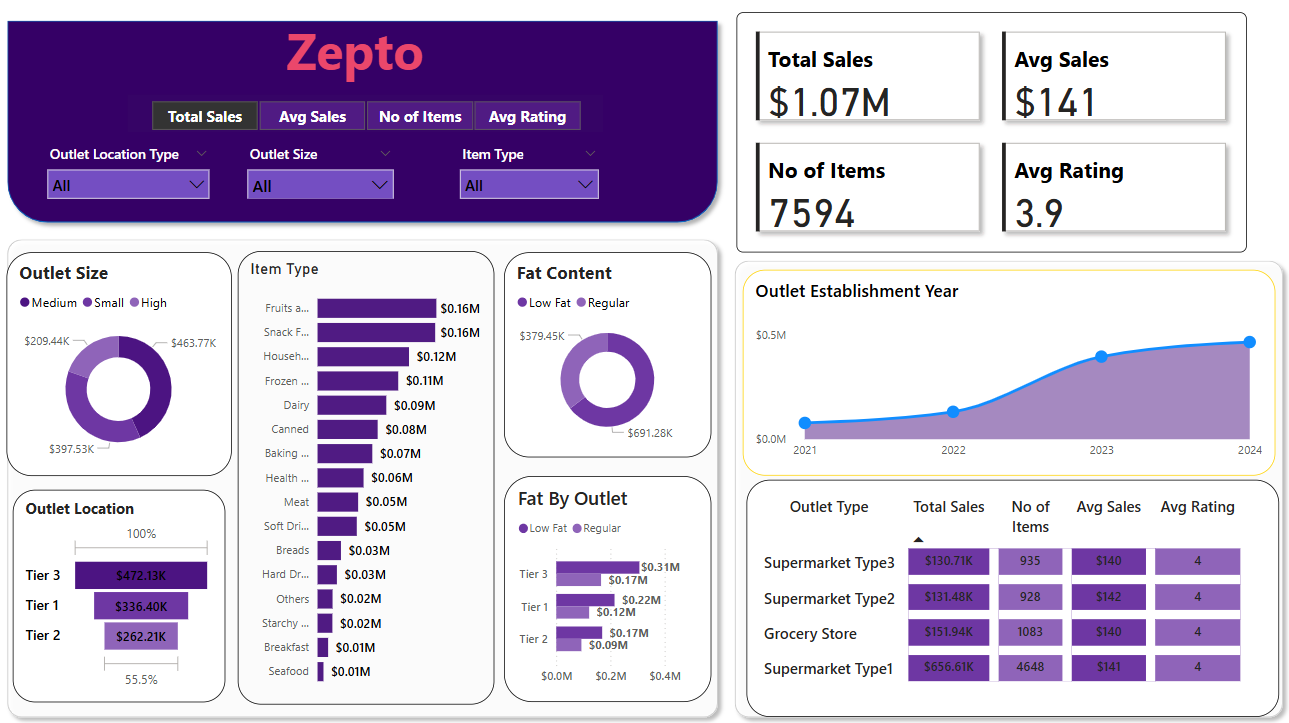 Zepto
Total Sales Avg Sales No of Items Avg Rating
Outlet Location Type Outlet Size Item Type
All All All
Total Sales
$1.07M
Avg Sales
$141
No of Items
7594
Avg Rating
3.9
Outlet Size
Medium Small High
$209.44K
$463.77K
$397.53K
Outlet Location
100%
Tier 3 $472.13K
Tier 1 $336.40K
Tier 2 $262.21K
55.5%
Item Type
Fruits a... $0.16M
Snack F... $0.16M
Househ... $0.12M
Frozen ... $0.11M
Dairy $0.09M
Canned $0.08M
Baking ... $0.07M
Health ... $0.06M
Meat $0.05M
Soft Dri... $0.05M
Breads $0.03M
Hard Dr... $0.03M
Others $0.02M
Starchy ... $0.02M
Breakfast $0.01M
Seafood $0.01M
Fat Content
Low Fat Regular
$379.45K
$691.28K
Fat By Outlet
Low Fat Regular
Tier 3 $0.31M
$0.17M
Tier 1 $0.22M
$0.12M
Tier 2 $0.17M
$0.09M
$0.0M $0.2M $0.4M
Outlet Establishment Year
$0.5M
$0.0M
2021 2022 2023 2024
Outlet Type Total Sales No of Items Avg Sales Avg Rating
Supermarket Type3 $130.71K 935 $140 4
Supermarket Type2 $131.48K 928 $142 4
Grocery Store $151.94K 1083 $140 4
Supermarket Type1 $656.61K 4648 $141 4